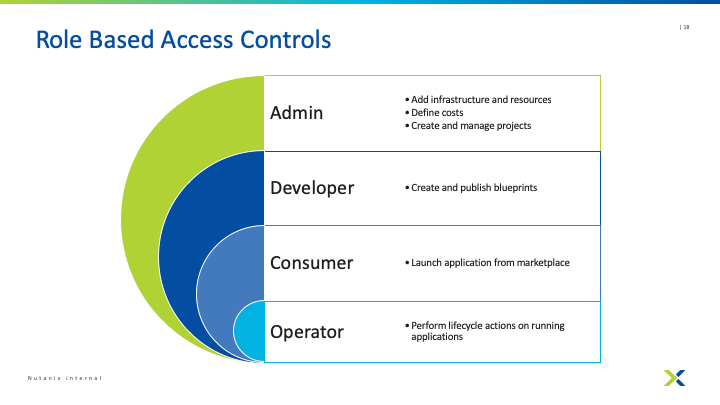 | 18
Role Based Access Controls
Admin
• Add infrastructure and resources
• Define costs
• Create and manage projects
Developer
• Create and publish blueprints
Consumer
• Launch application from marketplace
Operator
• Perform lifecycle actions on running
applications
Nutanix Internal